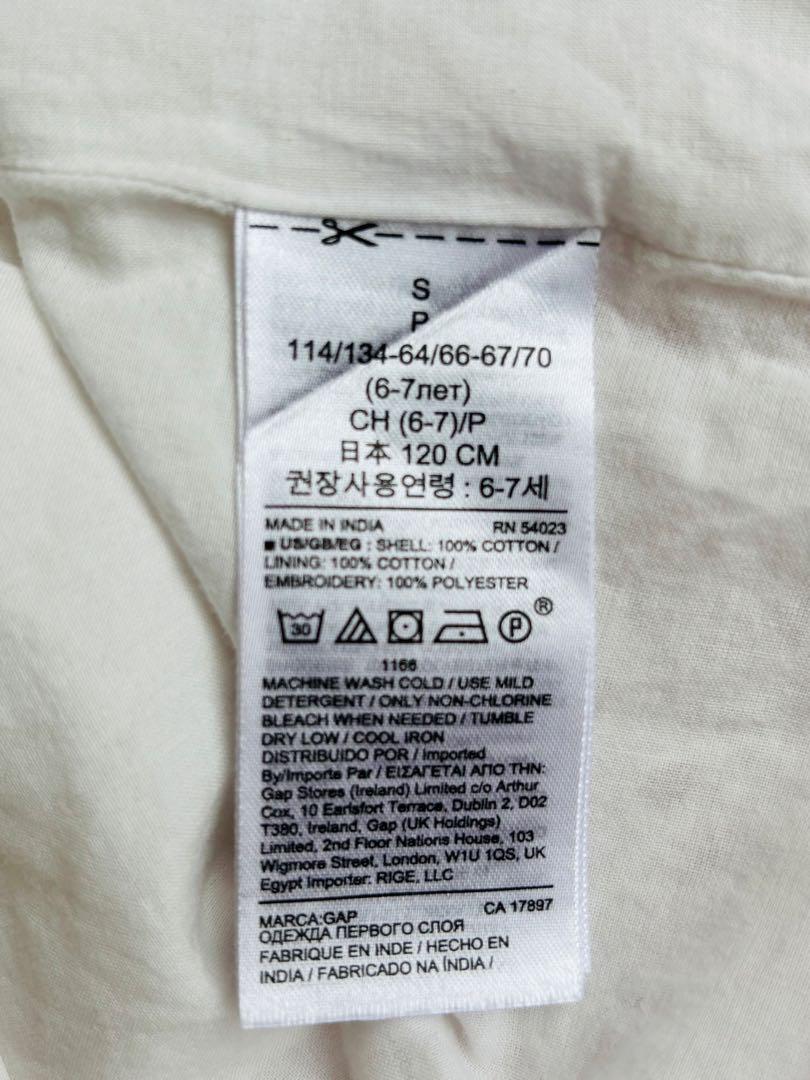 S
P
114/134-64/66-67/70
(6-7лет)
CH (6-7)/P
日本 120 CM
권장사용연령 : 6-7세
MADE IN INDIA RN 54023
■ US/GB/EG : SHELL: 100% COTTON /
LINING: 100% COTTON /
EMBROIDERY: 100% POLYESTER
30 P ®
1166
MACHINE WASH COLD / USE MILD
DETERGENT / ONLY NON-CHLORINE
BLEACH WHEN NEEDED / TUMBLE
DRY LOW / COOL IRON
DISTRIBUIDO POR / Imported
By/Importe Par / ΕΙΣΑΓΕΤΑΙ ΑΠΟ ΤΗΝ:
Gap Stores (Ireland) Limited c/o Arthur
Cox, 10 Earlsfort Terrace, Dublin 2, D02
T380, Ireland, Gap (UK Holdings)
Limited, 2nd Floor Nations House, 103
Wigmore Street, London, W1U 1QS, UK
Egypt Importer: RIGE, LLC
MARCA:GAP CA 17897
ОДЕЖДА ПЕРВОГО СЛОЯ
FABRIQUE EN INDE / HECHO EN
INDIA / FABRICADO NA ÍNDIA /